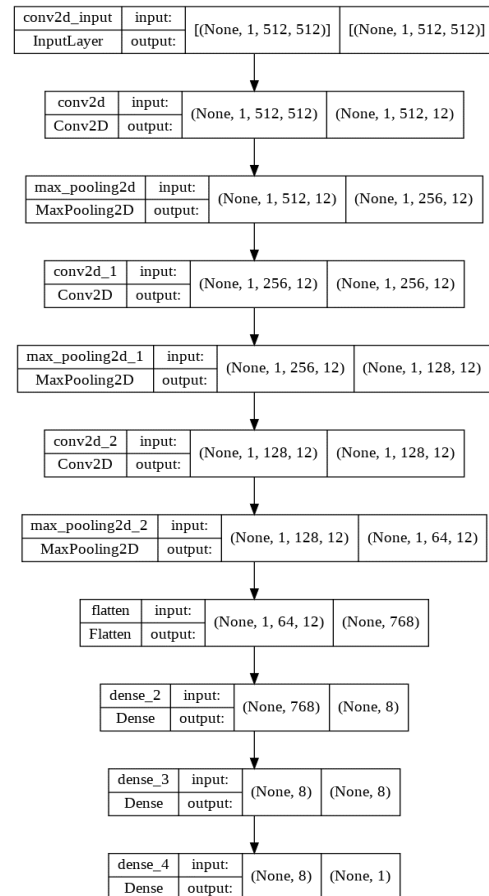 conv2d_input input: [(None, 1, 512, 512)] [(None, 1, 512, 512)]
InputLayer output:
conv2d input: (None, 1, 512, 512) (None, 1, 512, 12)
Conv2D output:
max_pooling2d input: (None, 1, 512, 12) (None, 1, 256, 12)
MaxPooling2D output:
conv2d_1 input: (None, 1, 256, 12) (None, 1, 256, 12)
Conv2D output:
max_pooling2d_1 input: (None, 1, 256, 12) (None, 1, 128, 12)
MaxPooling2D output:
conv2d_2 input: (None, 1, 128, 12) (None, 1, 128, 12)
Conv2D output:
max_pooling2d_2 input: (None, 1, 128, 12) (None, 1, 64, 12)
MaxPooling2D output:
flatten input: (None, 1, 64, 12) (None, 768)
Flatten output:
dense_2 input: (None, 768) (None, 8)
Dense output:
dense_3 input: (None, 8) (None, 8)
Dense output:
dense_4 input: (None, 8) (None, 1)
Dense output: